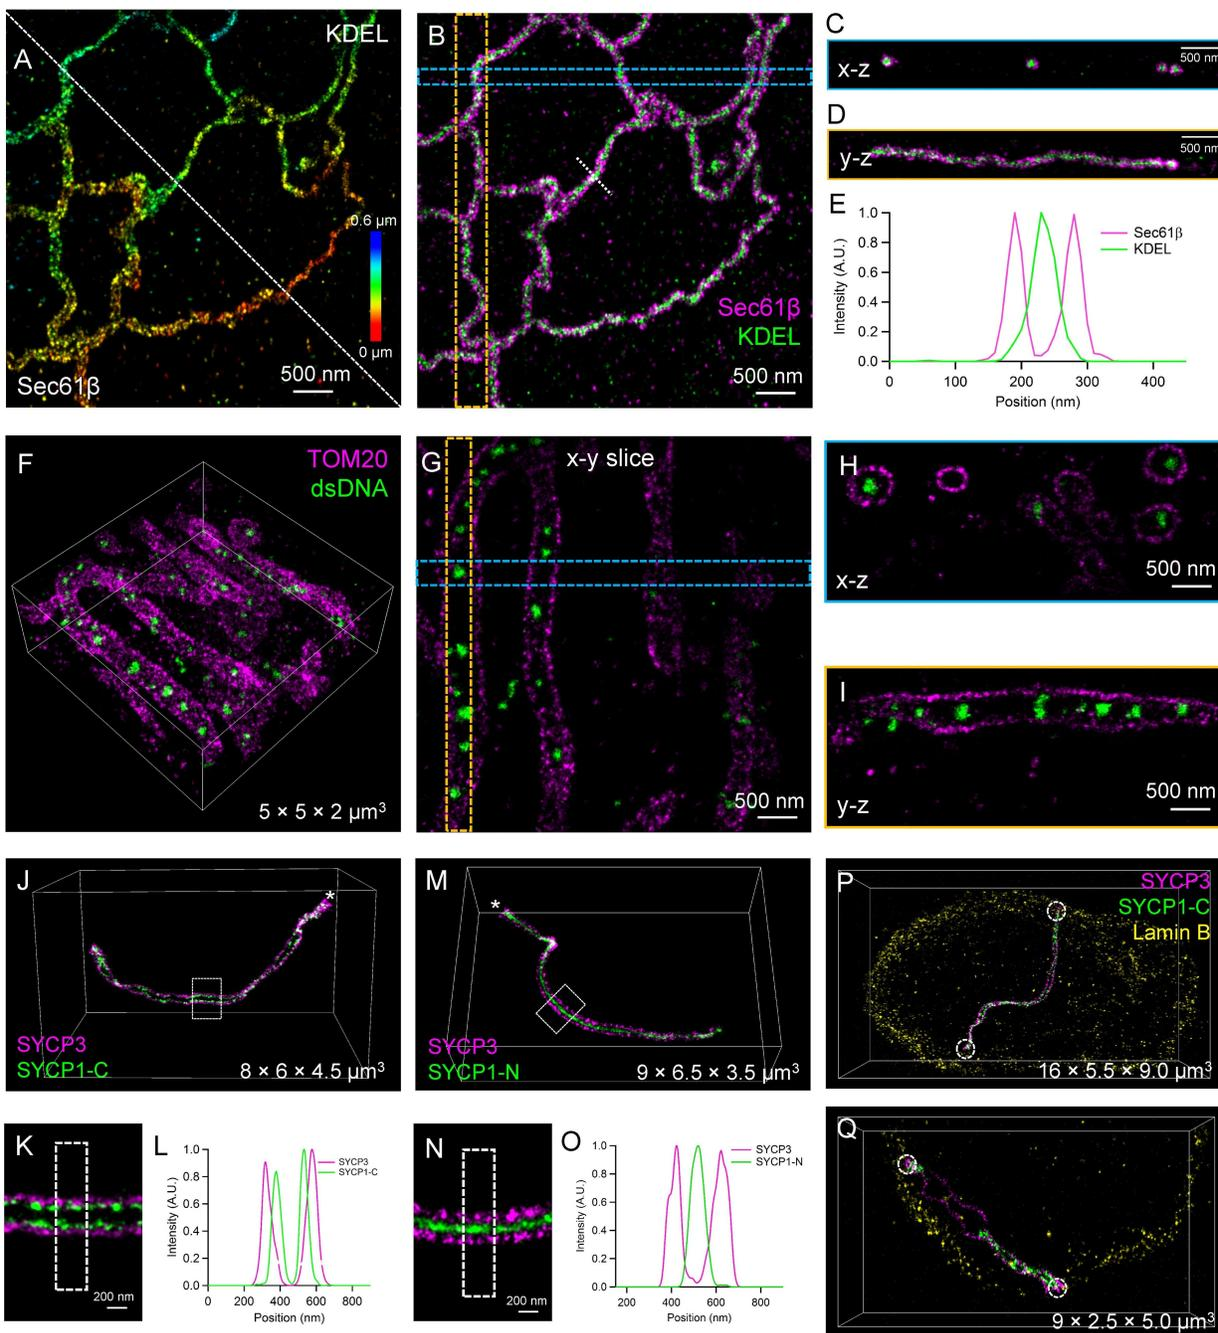 A
KDEL
0.6 µm
0 µm
500 nm
Sec61β
B
Sec61β
KDEL
500 nm
C
x-z
500 nm
D
y-z
500 nm
E
1.0
0.8
0.6
0.4
0.2
0.0
Intensity (A.U.)
0 100 200 300 400
Position (nm)
Sec61β
KDEL
F
TOM20
dsDNA
5 × 5 × 2 µm³
G
x-y slice
500 nm
H
x-z
500 nm
I
y-z
500 nm
J
*
SYCP3
SYCP1-C
8 × 6 × 4.5 µm³
M
*
SYCP3
SYCP1-N
9 × 6.5 × 3.5 µm³
P
SYCP3
SYCP1-C
Lamin B
16 × 5.5 × 9.0 µm³
K
200 nm
L
1.0
0.8
0.6
0.4
0.2
0.0
Intensity (A.U.)
0 200 400 600 800
Position (nm)
SYCP3
SYCP1-C
N
200 nm
O
1.0
0.8
0.6
0.4
0.2
0.0
Intensity (A.U.)
200 400 600 800
Position (nm)
SYCP3
SYCP1-N
Q
9 × 2.5 × 5.0 µm³